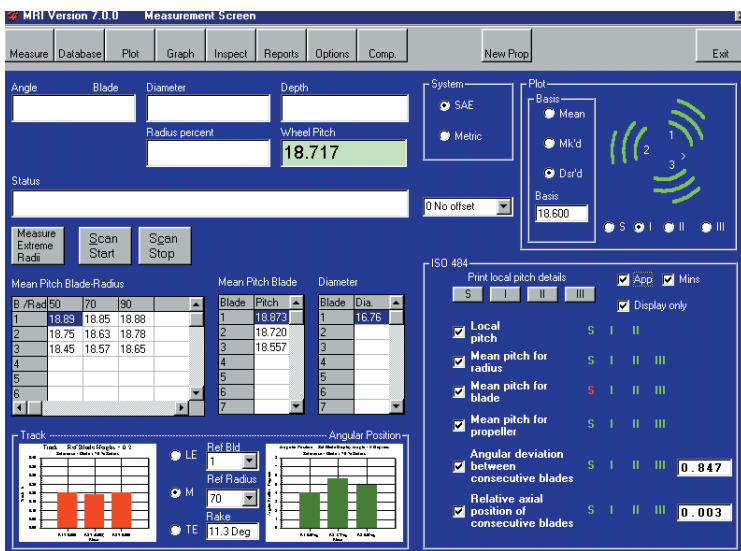 MRI Version 7.0.0 Measurement Screen
Measure Database Plot Graph Inspect Reports Options Comp. New Prop Exit
Angle Blade Diameter Depth
Radius percent Wheel Pitch
18.717
Status
System
SAE
Metric
0 No offset
Plot
Basis
Mean
Mk'd
Dsr'd
Basis
18.600
1
2
3
S I II III
Measure Extreme Radii
Scan Start
Scan Stop
Mean Pitch Blade-Radius
B /Rad 50 70 90
1 18.89 18.85 18.88
2 18.75 18.63 18.78
3 18.45 18.57 18.65
4
5
6
Mean Pitch Blade
Blade Pitch
1 18.873
2 18.720
3 18.557
4
5
6
7
Diameter
Blade Dia.
1 16.76
2
3
4
5
6
7
ISO 484
Print local pitch details
S I II III
App Mins
Display only
Local pitch S I II
Mean pitch for radius S I II III
Mean pitch for blade S I II III
Mean pitch for propeller S I II III
Angular deviation between consecutive blades S I II III 0.847
Relative axial position of consecutive blades S I II III 0.003
Track
LE
M
TE
Ref Bld
1
Ref Radius
70
Rake
11.3 Deg
Angular Position